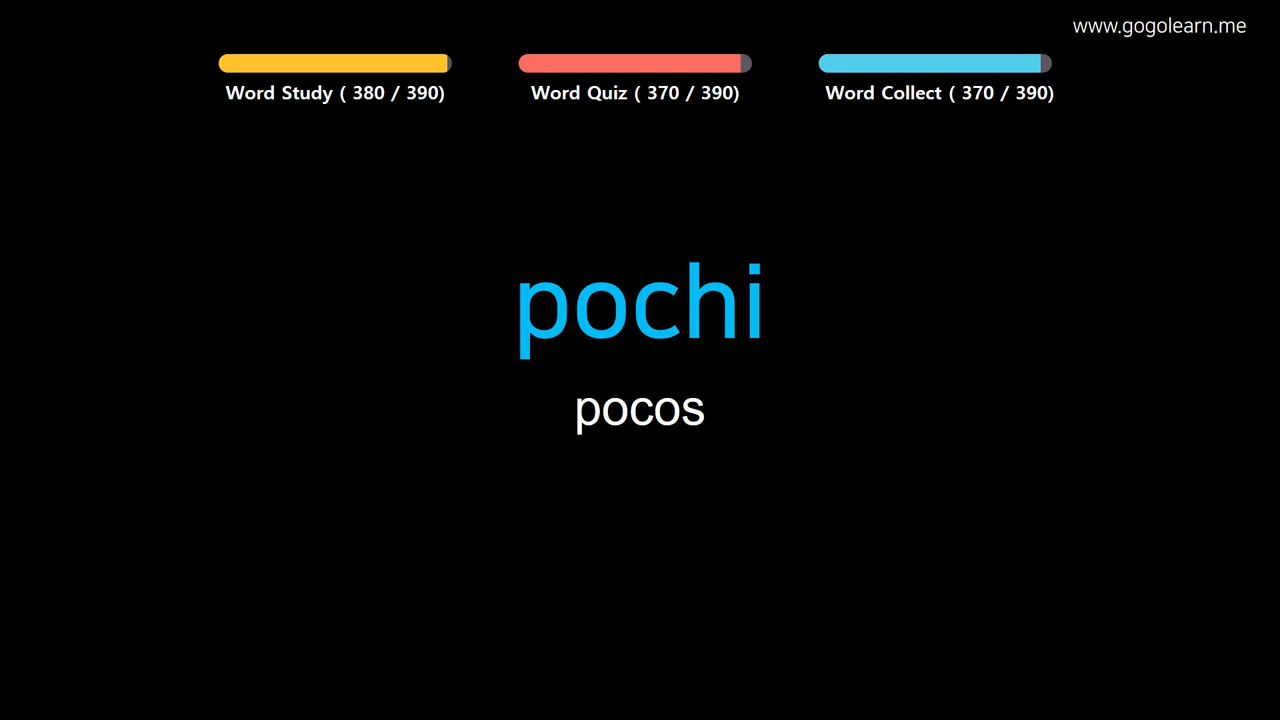 www.gogolearn.me
Word Study ( 380 / 390)
Word Quiz ( 370 / 390)
Word Collect ( 370 / 390)
pochi
pocos